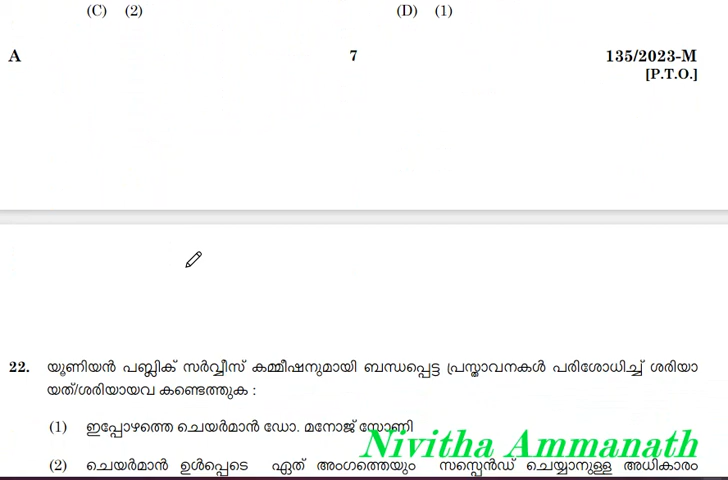 (C) (2) (D) (1)
A 7 135/2023-M
[P.T.O.]
22. യൂണിയൻ പബ്ലിക് സർവ്വീസ് കമ്മീഷനുമായി ബന്ധപ്പെട്ട പ്രസ്താവനകൾ പരിശോധിച്ച് ശരിയാ
യത്/ശരിയായവ കണ്ടെത്തുക :
(1) ഇപ്പോഴത്തെ ചെയർമാൻ ഡോ. മനോജ് സോണി
Nivitha Ammanath
(2) ചെയർമാൻ ഉൾപ്പെടെ ഏത് അംഗത്തെയും സസ്പെൻഡ് ചെയ്യാനുള്ള അധികാരം